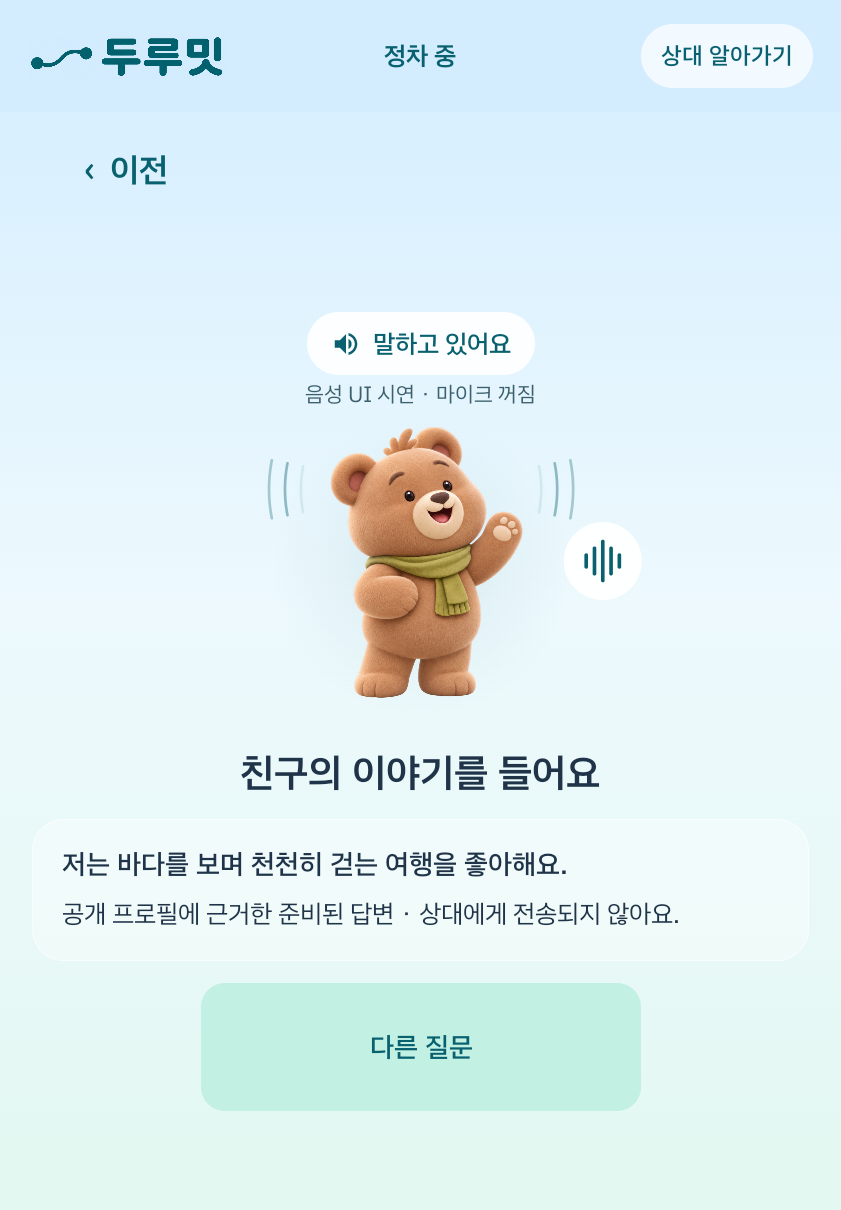 두루밋
정차 중
상대 알아가기
‹ 이전
말하고 있어요
음성 UI 시연 · 마이크 꺼짐
친구의 이야기를 들어요
저는 바다를 보며 천천히 걷는 여행을 좋아해요.
공개 프로필에 근거한 준비된 답변 · 상대에게 전송되지 않아요.
다른 질문